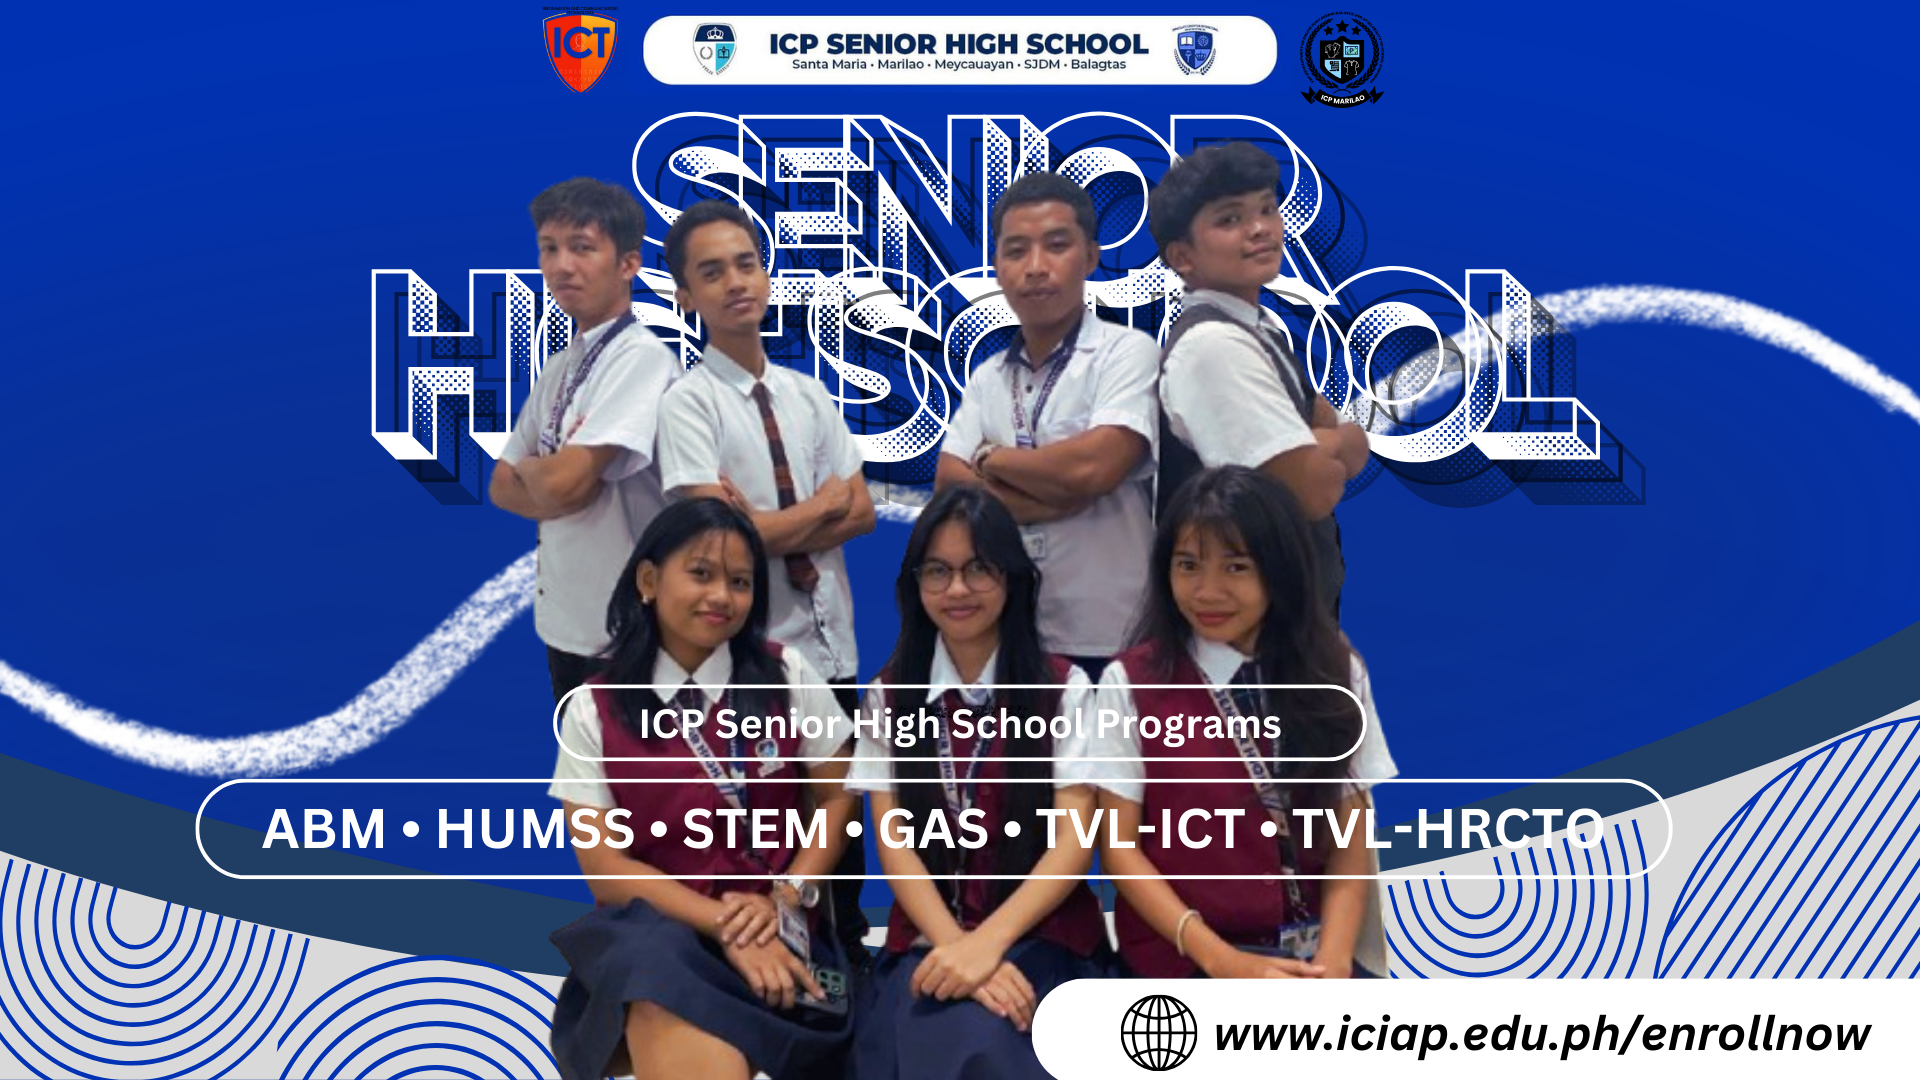 ICT
ICP SENIOR HIGH SCHOOL
Santa Maria • Marilao • Meycauayan • SJDM • Balagtas
ICP
ICP MARILAO
SENIOR
HIGH SCHOOL
ICP Senior High School Programs
ABM • HUMSS • STEM • GAS • TVL-ICT • TVL-HRCTO
www.iciap.edu.ph/enrollnow